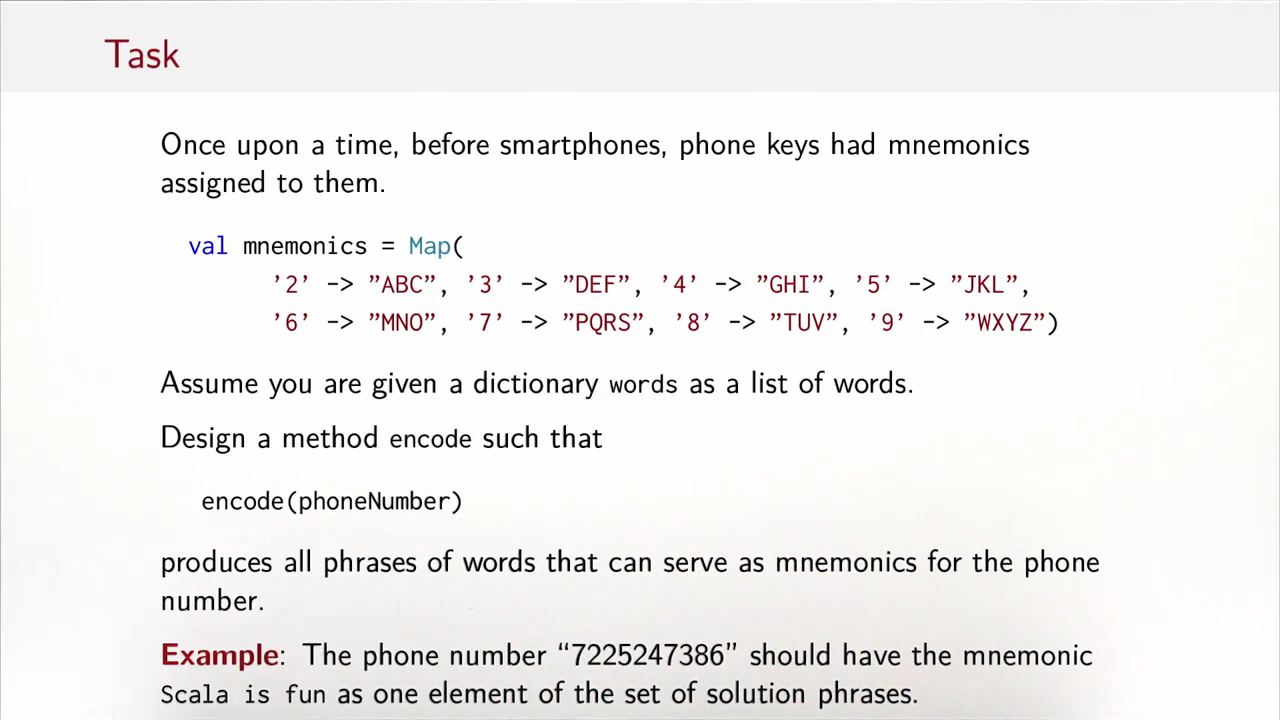 Task
Once upon a time, before smartphones, phone keys had mnemonics
assigned to them.
val mnemonics = Map(
'2' -> ”ABC”, '3' -> ”DEF”, '4' -> ”GHI”, '5' -> ”JKL”,
'6' -> ”MNO”, '7' -> ”PQRS”, '8' -> ”TUV”, '9' -> ”WXYZ”)
Assume you are given a dictionary words as a list of words.
Design a method encode such that
encode(phoneNumber)
produces all phrases of words that can serve as mnemonics for the phone
number.
Example: The phone number “7225247386” should have the mnemonic
Scala is fun as one element of the set of solution phrases.